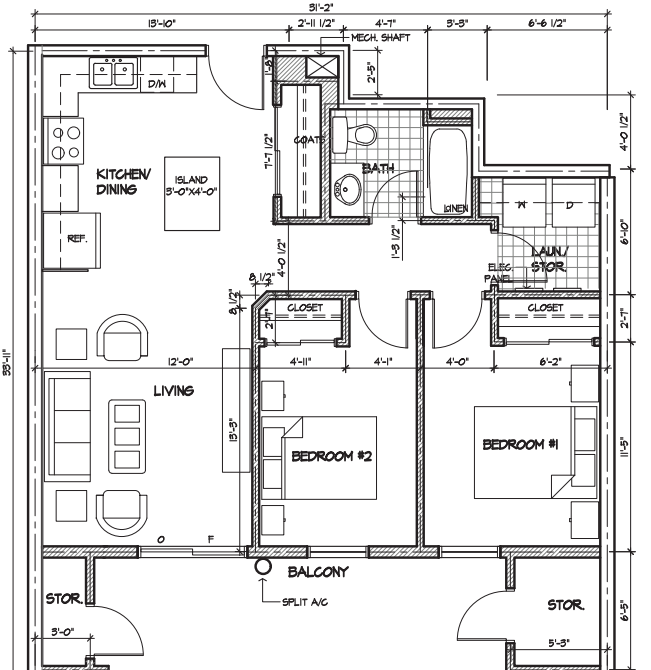 31'-2"
13'-10"
2'-11 1/2"
4'-7"
3'-3"
6'-6 1/2"
MECH. SHAFT
1'-8"
2'-5"
D/W
4'-0 1/2"
7'-7 1/2"
COATS
BATH
KITCHEN/
DINING
ISLAND
3'-0"X4'-0"
LINEN
W
D
REF.
1'-3 1/2"
6'-10"
4'-0 1/2"
LAUN./
STOR.
ELEC.
PANEL
8 1/2"
8 1/2"
CLOSET
CLOSET
2'-7"
2'-7"
33'-11"
12'-0"
4'-11"
4'-1"
4'-0"
6'-2"
LIVING
13'-3"
BEDROOM #2
BEDROOM #1
11'-5"
O
F
BALCONY
SPLIT A/C
STOR.
STOR.
3'-0"
5'-3"
6'-5"